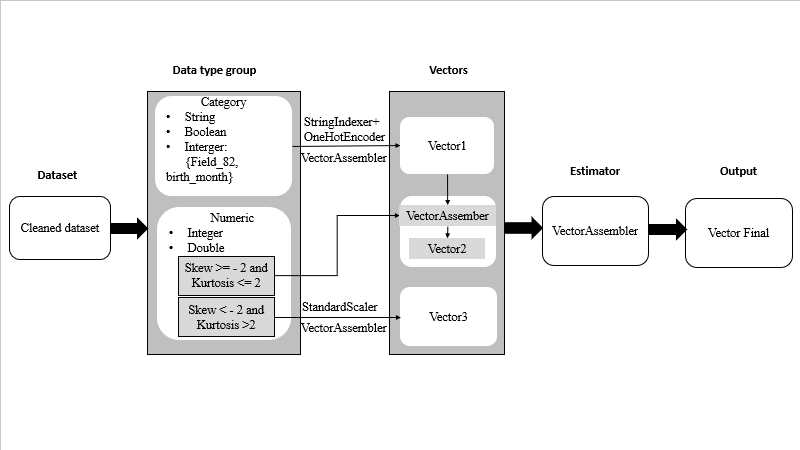 Dataset
Cleaned dataset
Data type group
Category
• String
• Boolean
• Interger:
{Field_82,
birth_month}
Numeric
• Integer
• Double
Skew >= - 2 and
Kurtosis <= 2
Skew < - 2 and
Kurtosis >2
StringIndexer+
OneHotEncoder
VectorAssembler
StandardScaler
VectorAssembler
Vectors
Vector1
VectorAssember
Vector2
Vector3
Estimator
VectorAssembler
Output
Vector Final